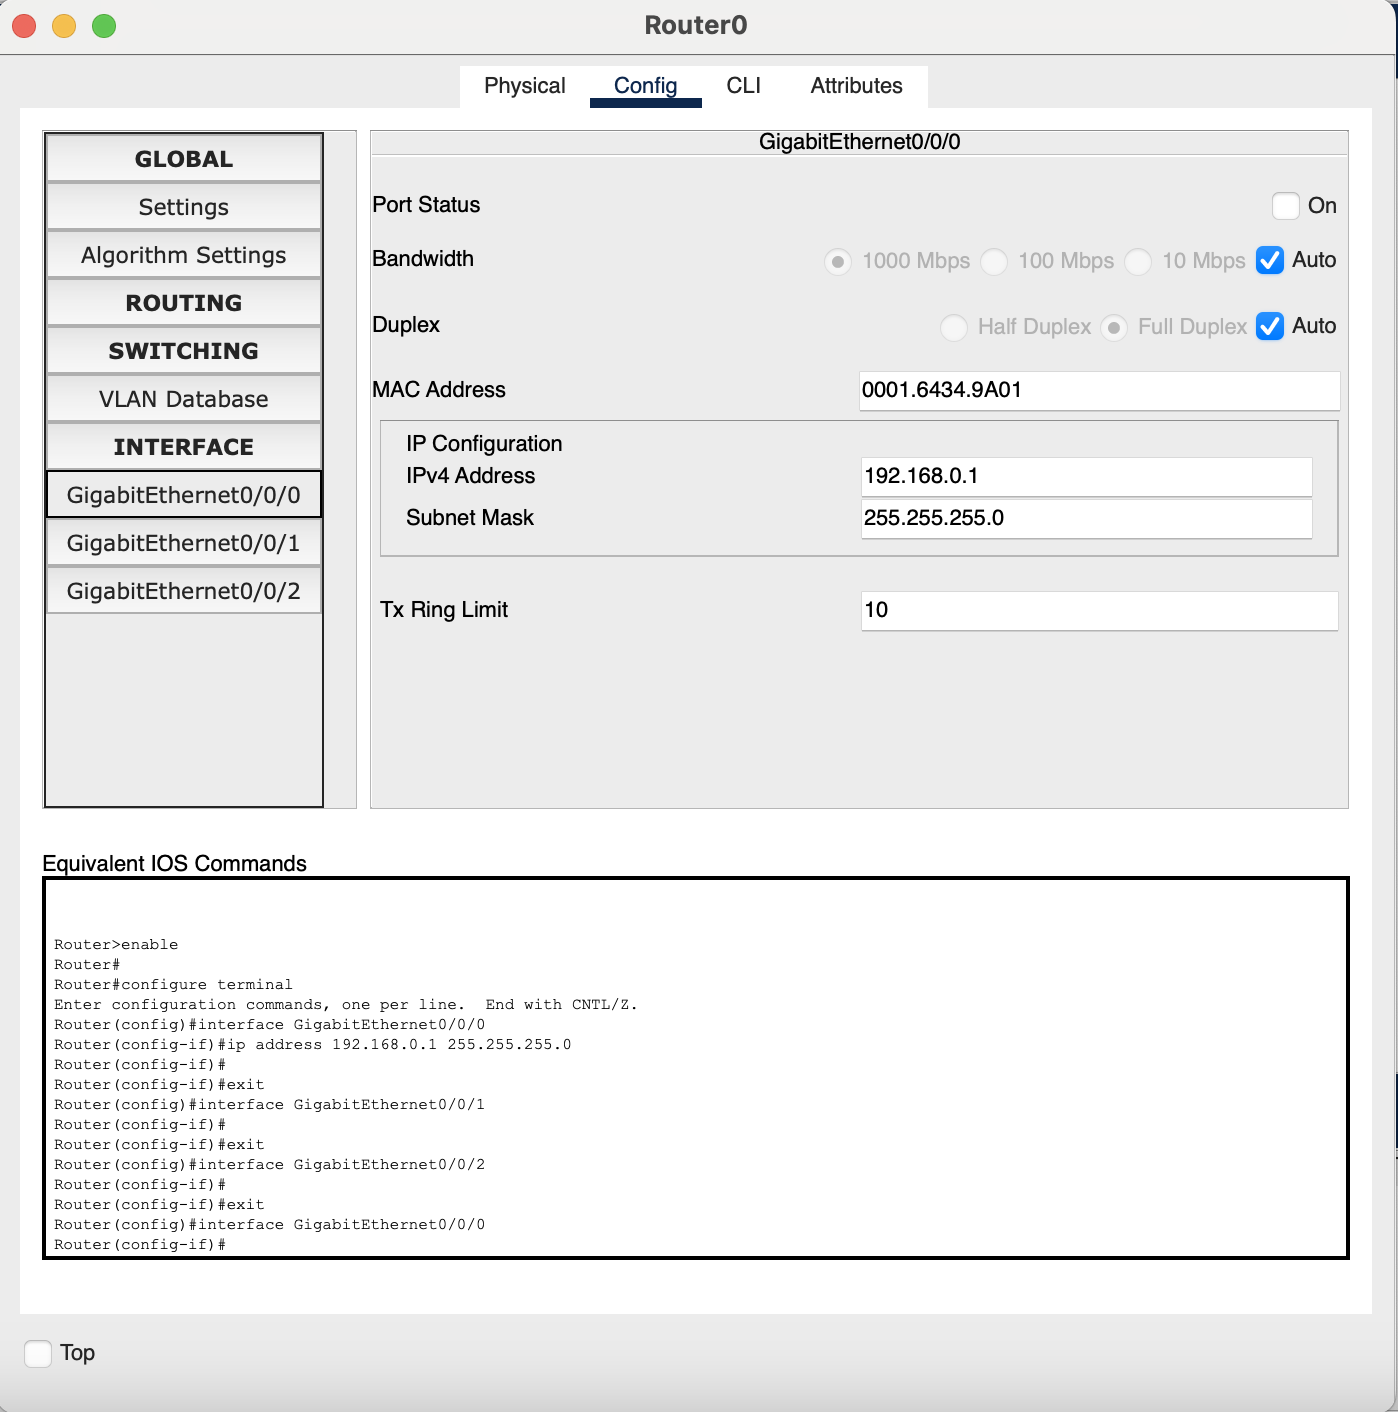 Router0
Physical Config CLI Attributes
GLOBAL
Settings
Algorithm Settings
ROUTING
SWITCHING
VLAN Database
INTERFACE
GigabitEthernet0/0/0
GigabitEthernet0/0/1
GigabitEthernet0/0/2
GigabitEthernet0/0/0
Port Status On
Bandwidth 1000 Mbps 100 Mbps 10 Mbps Auto
Duplex Half Duplex Full Duplex Auto
MAC Address 0001.6434.9A01
IP Configuration
IPv4 Address 192.168.0.1
Subnet Mask 255.255.255.0
Tx Ring Limit 10
Equivalent IOS Commands
Router>enable
Router#
Router#configure terminal
Enter configuration commands, one per line.  End with CNTL/Z.
Router(config)#interface GigabitEthernet0/0/0
Router(config-if)#ip address 192.168.0.1 255.255.255.0
Router(config-if)#
Router(config-if)#exit
Router(config)#interface GigabitEthernet0/0/1
Router(config-if)#
Router(config-if)#exit
Router(config)#interface GigabitEthernet0/0/2
Router(config-if)#
Router(config-if)#exit
Router(config)#interface GigabitEthernet0/0/0
Router(config-if)#
Top